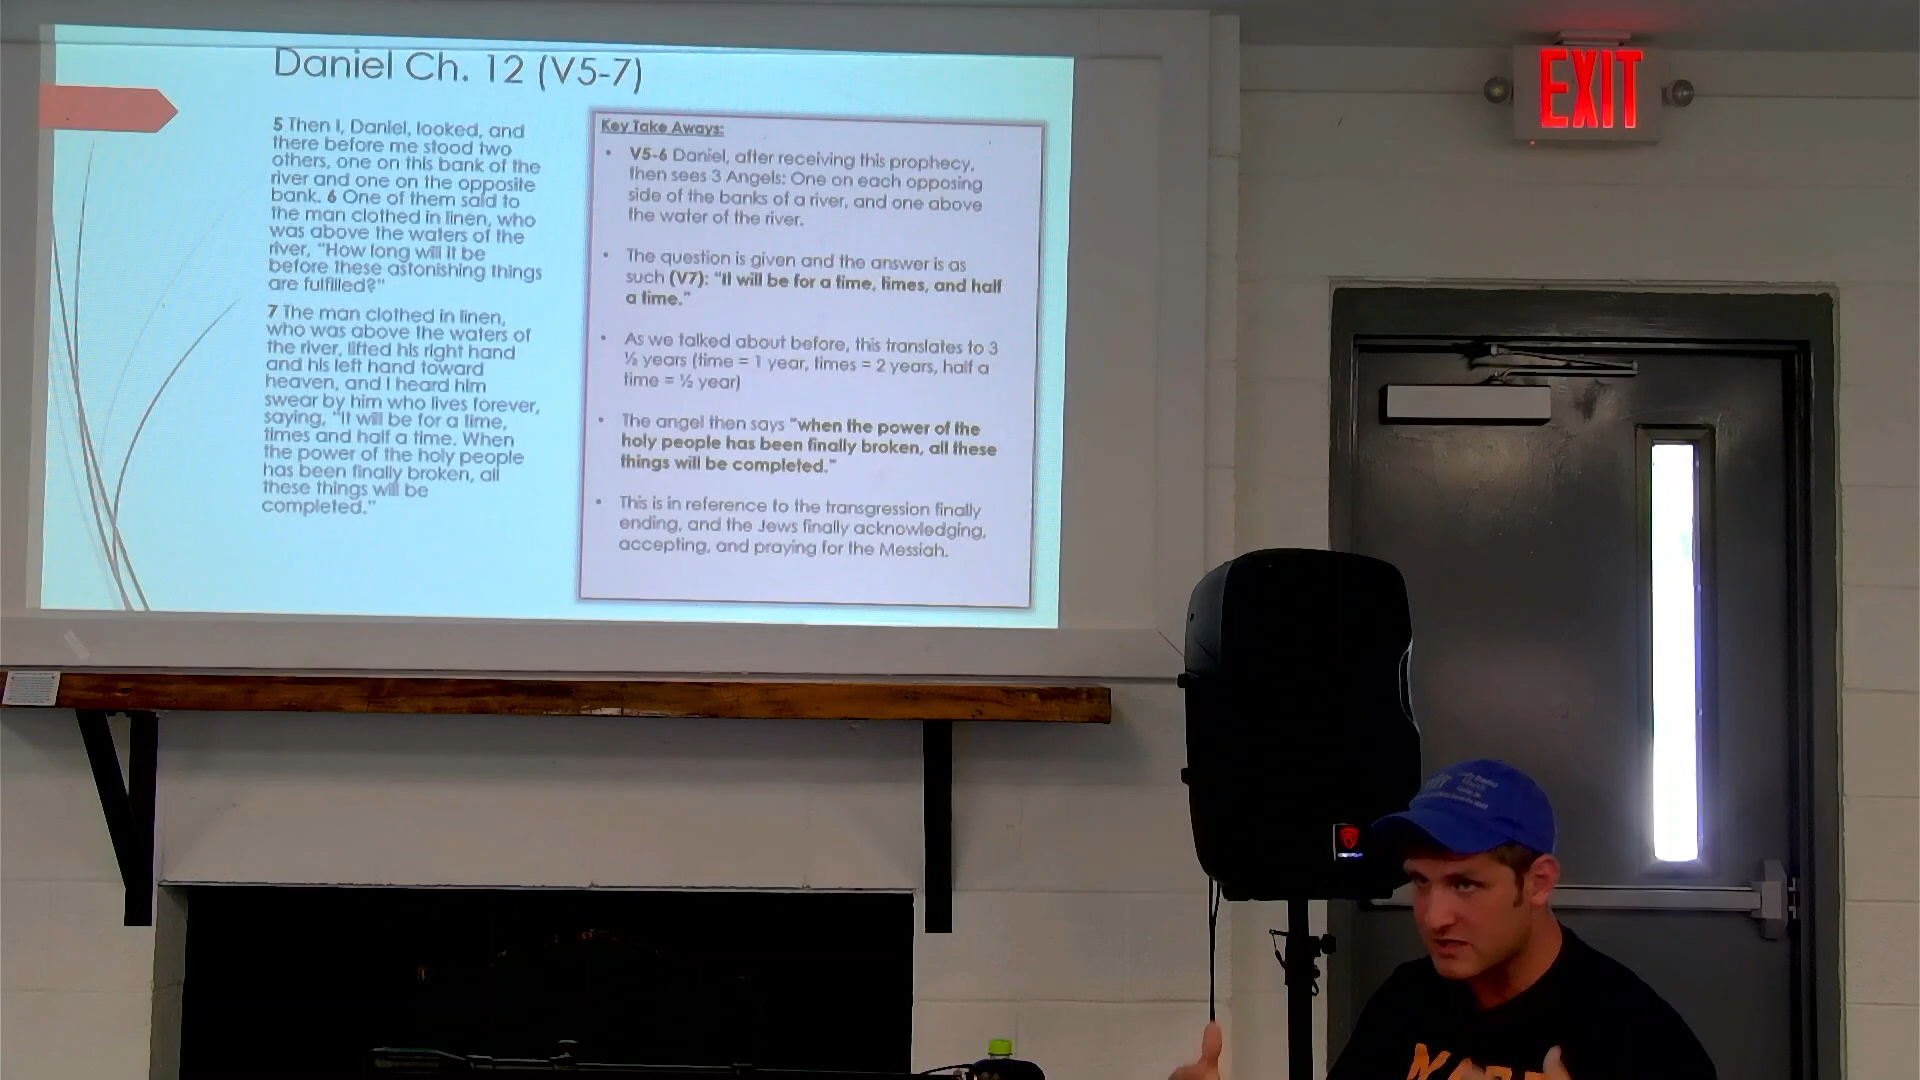 Daniel Ch. 12 (V5-7)
5 Then I, Daniel, looked, and
there before me stood two
others, one on this bank of the
river and one on the opposite
bank. 6 One of them said to
the man clothed in linen, who
was above the waters of the
river, "How long will it be
before these astonishing things
are fulfilled?"
7 The man clothed in linen,
who was above the waters of
the river, lifted his right hand
and his left hand toward
heaven, and I heard him
swear by him who lives forever,
saying, "It will be for a time,
times and half a time. When
the power of the holy people
has been finally broken, all
these things will be
completed."
Key Take Aways:
• V5-6 Daniel, after receiving this prophecy,
then sees 3 Angels: One on each opposing
side of the banks of a river, and one above
the water of the river.
• The question is given and the answer is as
such (V7): "It will be for a time, times, and half
a time."
• As we talked about before, this translates to 3
½ years (time = 1 year, times = 2 years, half a
time = ½ year)
• The angel then says "when the power of the
holy people has been finally broken, all these
things will be completed."
• This is in reference to the transgression finally
ending, and the Jews finally acknowledging,
accepting, and praying for the Messiah.
EXIT
Baptist
Church